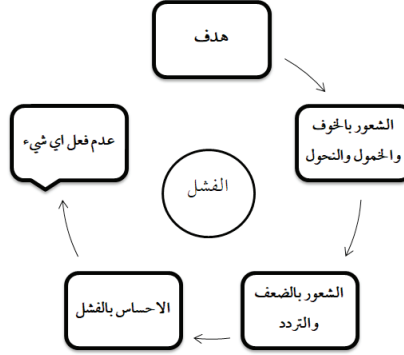 هدف
الشعور بالخوف
والخمول والنحول
الشعور بالضعف
والتردد
الاحساس بالفشل
عدم فعل اي شيء
الفشل